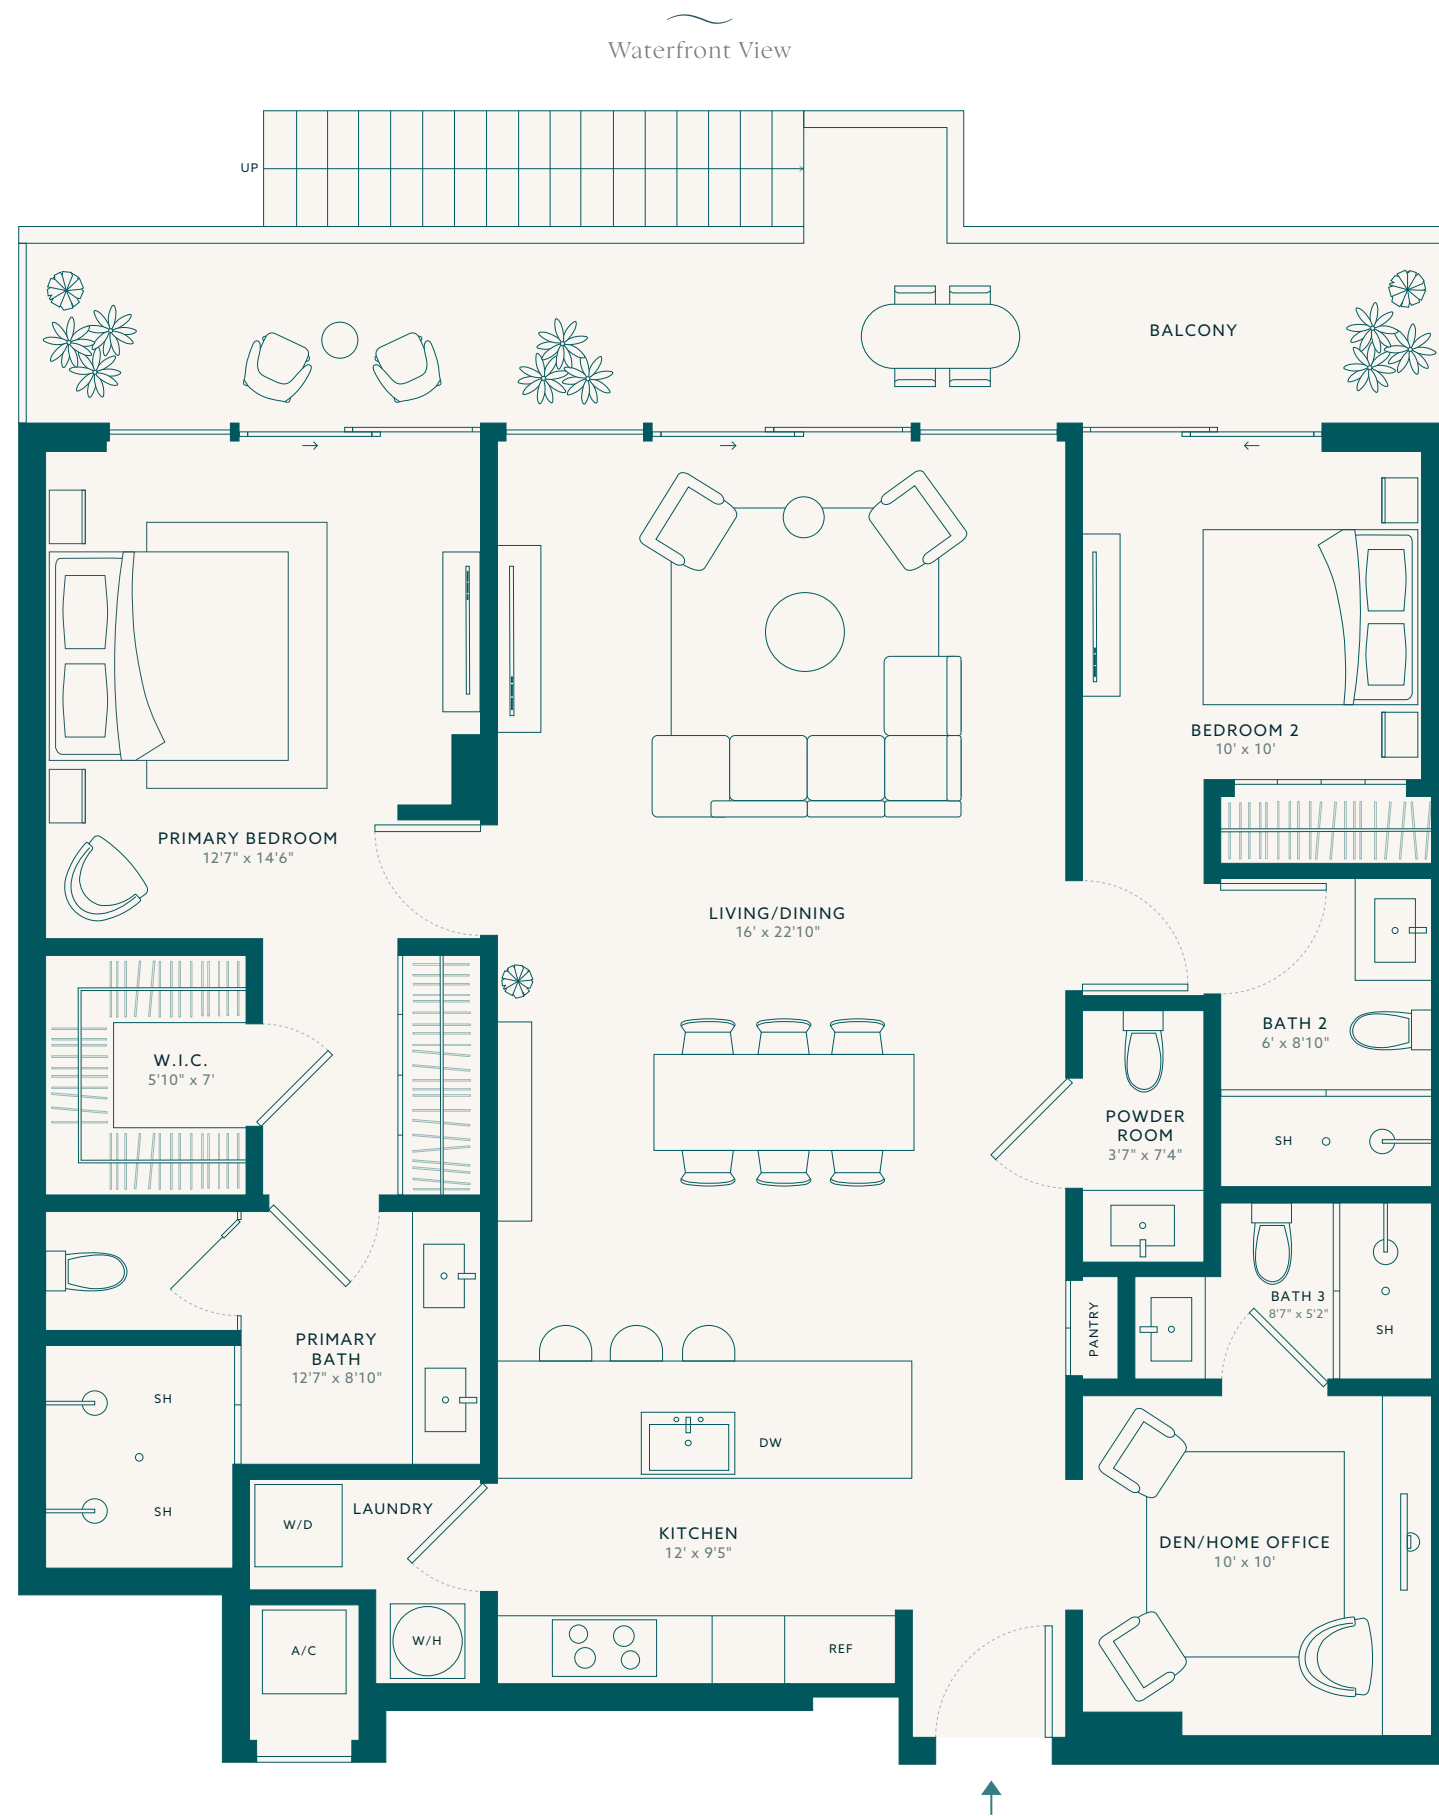 Waterfront View
UP
BALCONY
BEDROOM 2
10' x 10'
PRIMARY BEDROOM
12'7" x 14'6"
LIVING/DINING
16' x 22'10"
BATH 2
6' x 8'10"
W.I.C.
5'10" x 7'
POWDER
ROOM
3'7" x 7'4"
SH
BATH 3
8'7" x 5'2"
SH
PANTRY
PRIMARY
BATH
12'7" x 8'10"
SH
SH
DW
LAUNDRY
W/D
KITCHEN
12' x 9'5"
DEN/HOME OFFICE
10' x 10'
A/C
W/H
REF